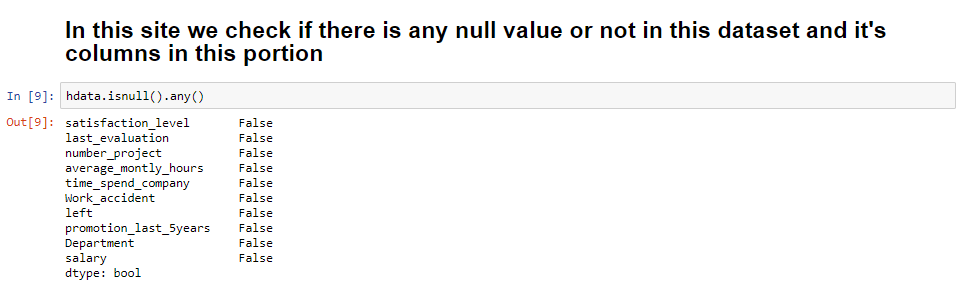 In this site we check if there is any null value or not in this dataset and it's
columns in this portion
In [9]: hdata.isnull().any()
Out[9]: satisfaction_level False
last_evaluation False
number_project False
average_montly_hours False
time_spend_company False
Work_accident False
left False
promotion_last_5years False
Department False
salary False
dtype: bool